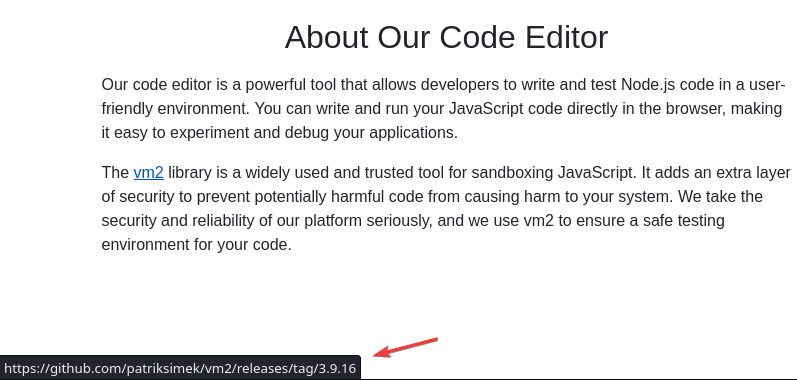 About Our Code Editor
Our code editor is a powerful tool that allows developers to write and test Node.js code in a user-
friendly environment. You can write and run your JavaScript code directly in the browser, making
it easy to experiment and debug your applications.
The vm2 library is a widely used and trusted tool for sandboxing JavaScript. It adds an extra layer
of security to prevent potentially harmful code from causing harm to your system. We take the
security and reliability of our platform seriously, and we use vm2 to ensure a safe testing
environment for your code.
https://github.com/patriksimek/vm2/releases/tag/3.9.16